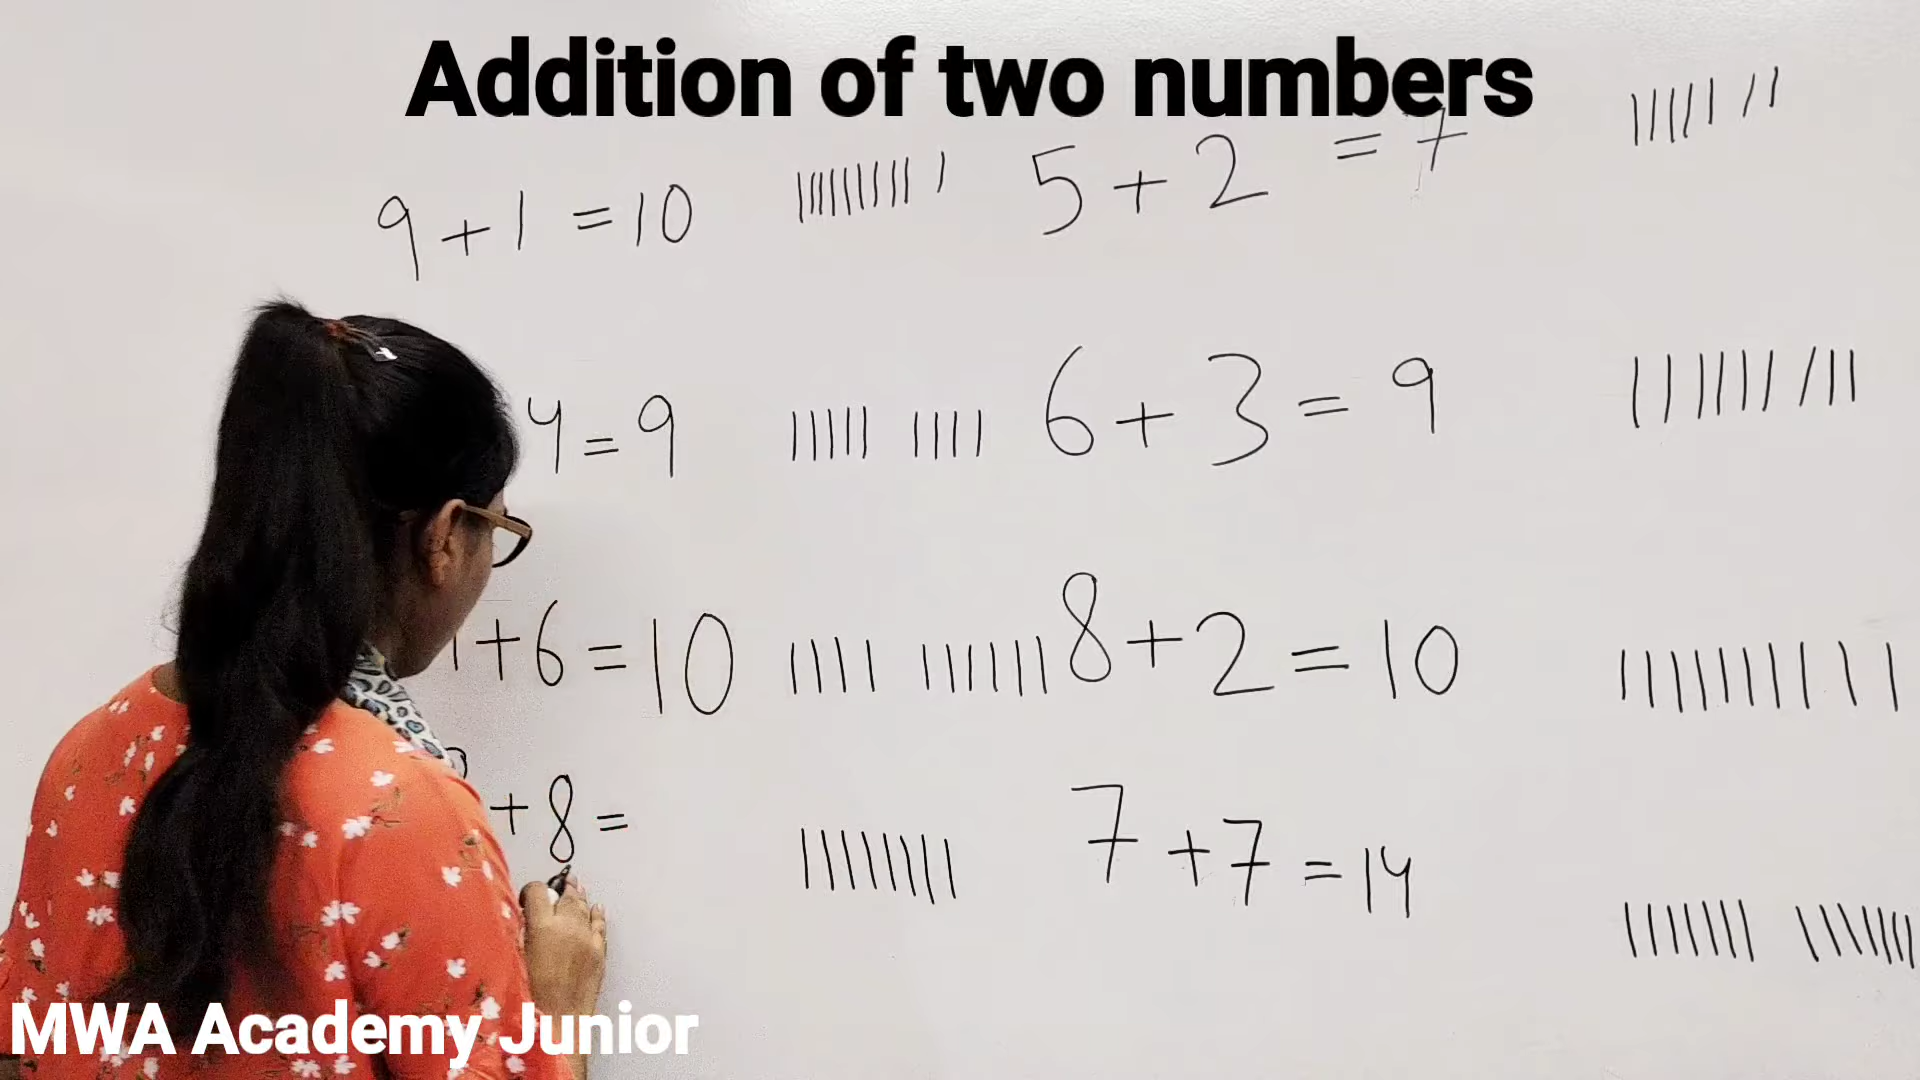 Addition of two numbers
9 + 1 = 10
5 + 2 = 7
4 = 9
6 + 3 = 9
+ 6 = 10
8 + 2 = 10
+ 8 =
7 + 7 = 14
MWA Academy Junior